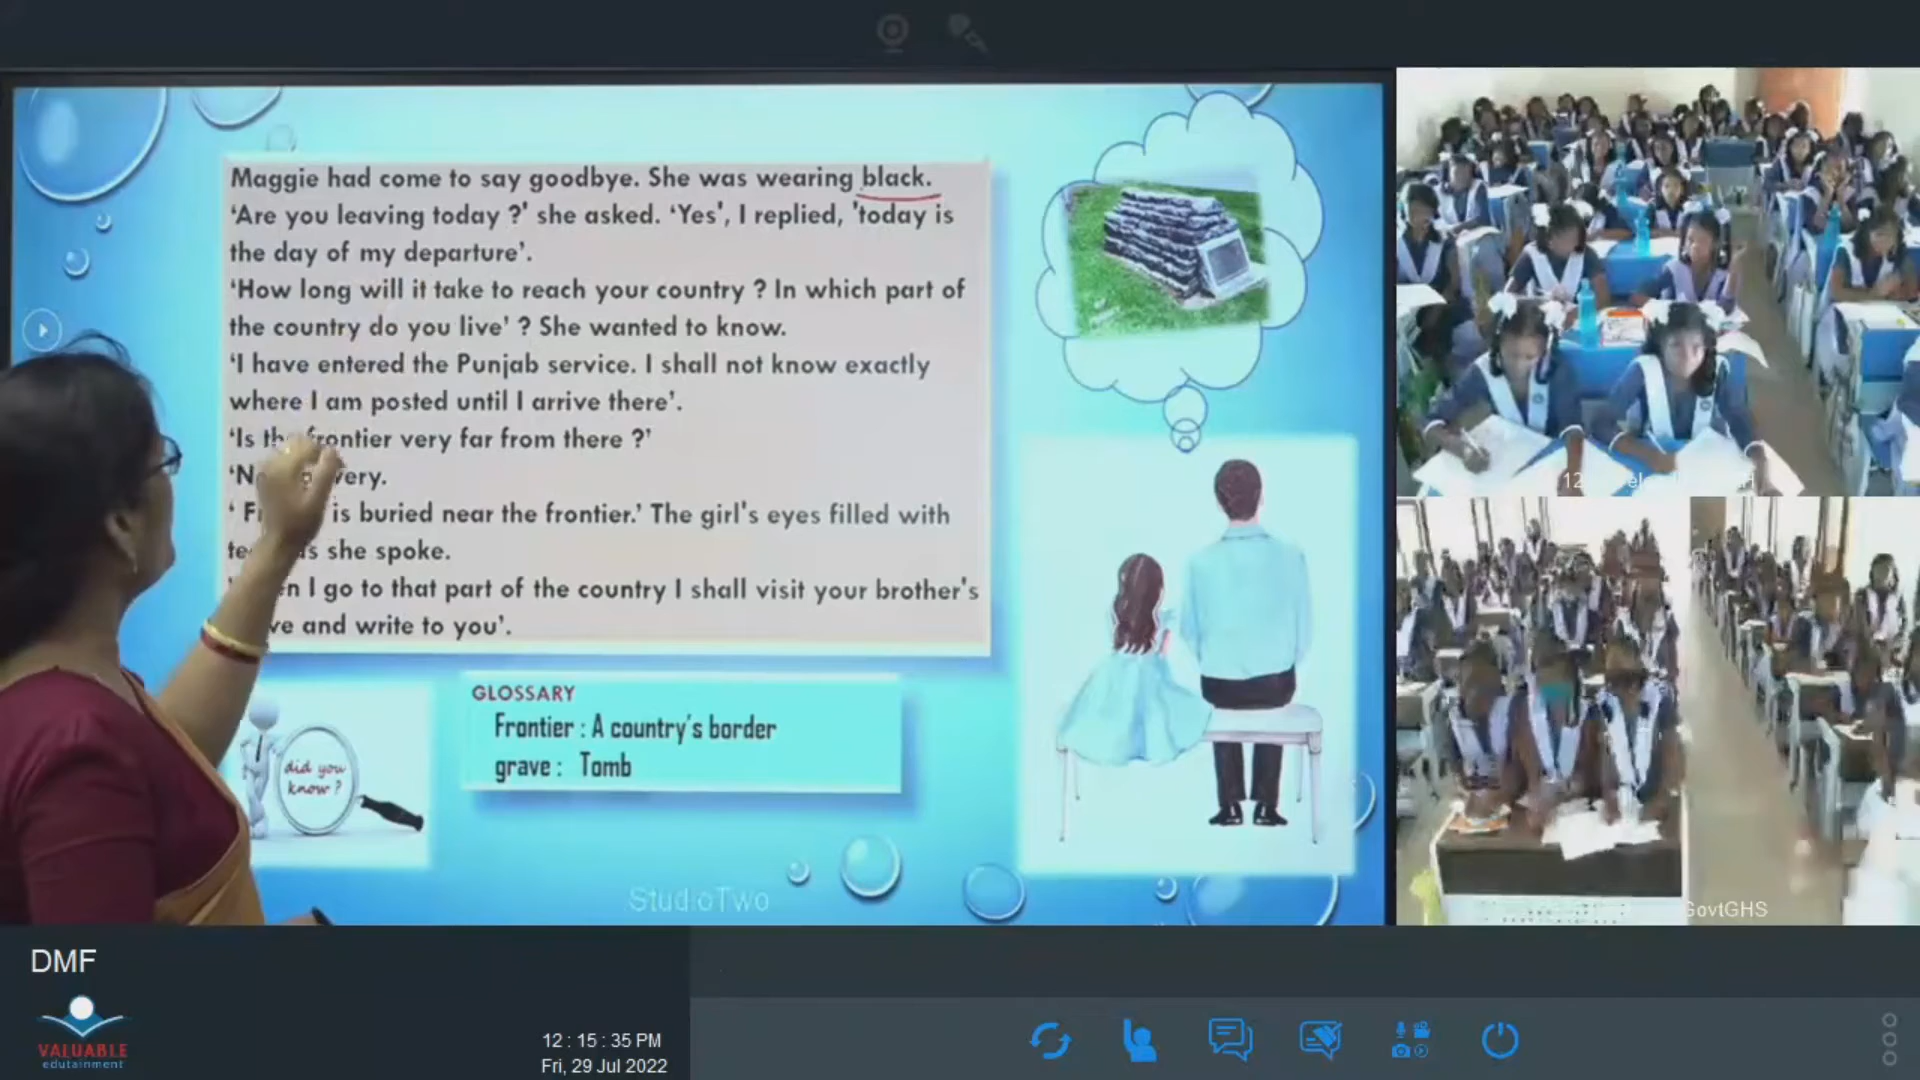 Maggie had come to say goodbye. She was wearing black.
'Are you leaving today ?' she asked. 'Yes', I replied, 'today is
the day of my departure'.
'How long will it take to reach your country ? In which part of
the country do you live' ? She wanted to know.
'I have entered the Punjab service. I shall not know exactly
where I am posted until I arrive there'.
'Is the frontier very far from there ?'
very.
is buried near the frontier.' The girl's eyes filled with
she spoke.
I go to that part of the country I shall visit your brother's
and write to you'.
GLOSSARY
Frontier : A country's border
grave : Tomb
did you
know ?
StudioTwo
GovtGHS
DMF
VALUABLE
edutainment
12 : 15 : 35 PM
Fri, 29 Jul 2022